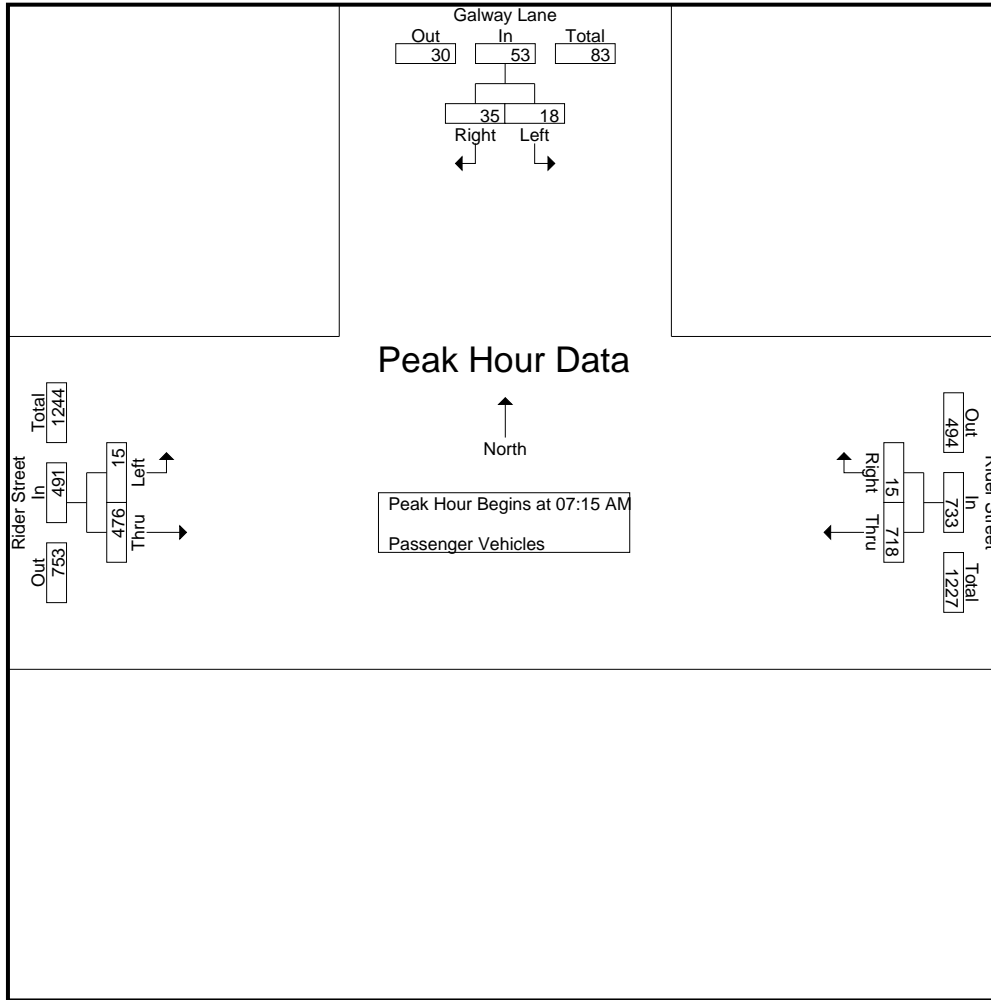 Galway Lane
Out In Total
30 53 83
35 18
Right Left
Peak Hour Data
North
Peak Hour Begins at 07:15 AM
Passenger Vehicles
Rider Street
Total In Out
1244 491 753
15 476
Left Thru
Rider Street
Out In Total
494 733 1227
15 718
Right Thru